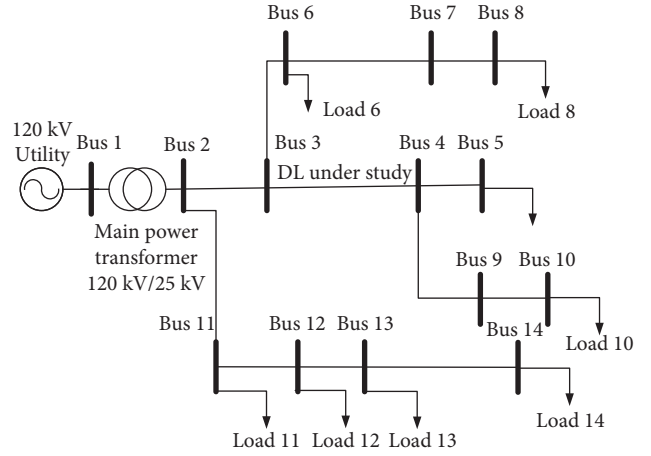 Bus 6
Bus 7
Bus 8
Load 6
Load 8
120 kV
Utility
Bus 1
Bus 2
Bus 3
Bus 4
Bus 5
DL under study
Main power
transformer
120 kV/25 kV
Bus 9
Bus 10
Load 10
Bus 11
Bus 12
Bus 13
Bus 14
Load 14
Load 11
Load 12
Load 13